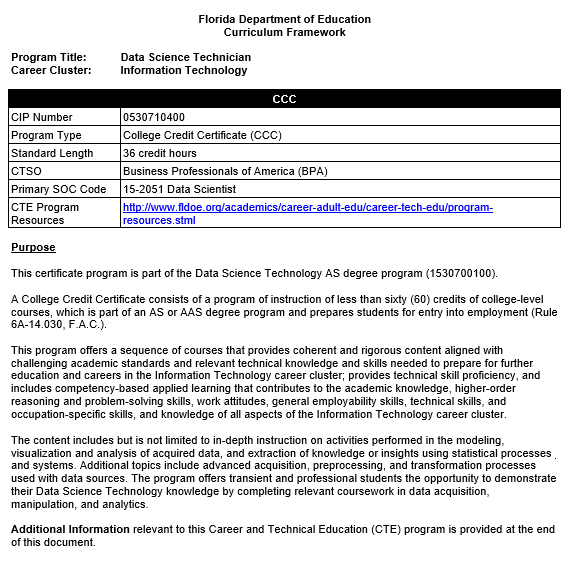 Florida Department of Education
Curriculum Framework
Program Title: Data Science Technician
Career Cluster: Information Technology
CCC
CIP Number 0530710400
Program Type College Credit Certificate (CCC)
Standard Length 36 credit hours
CTSO Business Professionals of America (BPA)
Primary SOC Code 15-2051 Data Scientist
CTE Program Resources http://www.fldoe.org/academics/career-adult-edu/career-tech-edu/program-resources.stml
Purpose
This certificate program is part of the Data Science Technology AS degree program (1530700100).
A College Credit Certificate consists of a program of instruction of less than sixty (60) credits of college-level
courses, which is part of an AS or AAS degree program and prepares students for entry into employment (Rule
6A-14.030, F.A.C.).
This program offers a sequence of courses that provides coherent and rigorous content aligned with
challenging academic standards and relevant technical knowledge and skills needed to prepare for further
education and careers in the Information Technology career cluster; provides technical skill proficiency, and
includes competency-based applied learning that contributes to the academic knowledge, higher-order
reasoning and problem-solving skills, work attitudes, general employability skills, technical skills, and
occupation-specific skills, and knowledge of all aspects of the Information Technology career cluster.
The content includes but is not limited to in-depth instruction on activities performed in the modeling,
visualization and analysis of acquired data, and extraction of knowledge or insights using statistical processes
and systems. Additional topics include advanced acquisition, preprocessing, and transformation processes
used with data sources. The program offers transient and professional students the opportunity to demonstrate
their Data Science Technology knowledge by completing relevant coursework in data acquisition,
manipulation, and analytics.
Additional Information relevant to this Career and Technical Education (CTE) program is provided at the end
of this document.